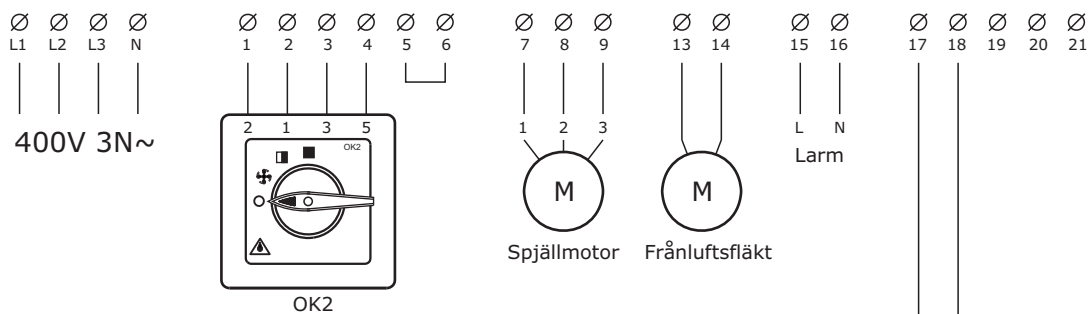 L1 L2 L3 N 1 2 3 4 5 6 7 8 9 13 14 15 16 17 18 19 20 21
400V 3N~
2 1 3 5
1 2 3
L N
OK2
Larm
M M
Spjällmotor Frånluftsfläkt
OK2